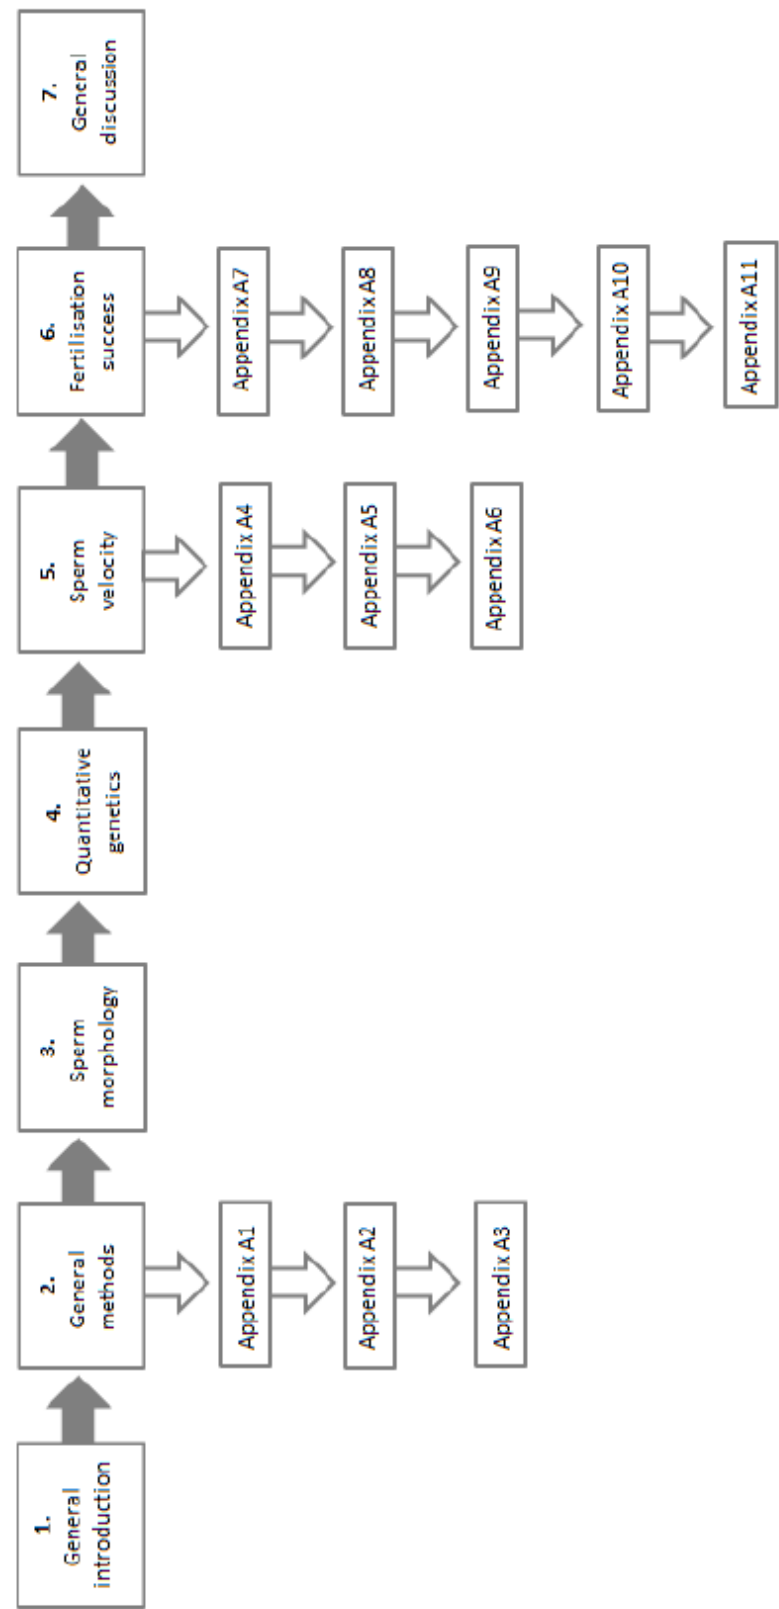 1.
General
introduction
2.
General
methods
Appendix A1
Appendix A2
Appendix A3
3.
Sperm
morphology
4.
Quantitative
genetics
5.
Sperm
velocity
Appendix A4
Appendix A5
Appendix A6
6.
Fertilisation
success
Appendix A7
Appendix A8
Appendix A9
Appendix A10
Appendix A11
7.
General
discussion